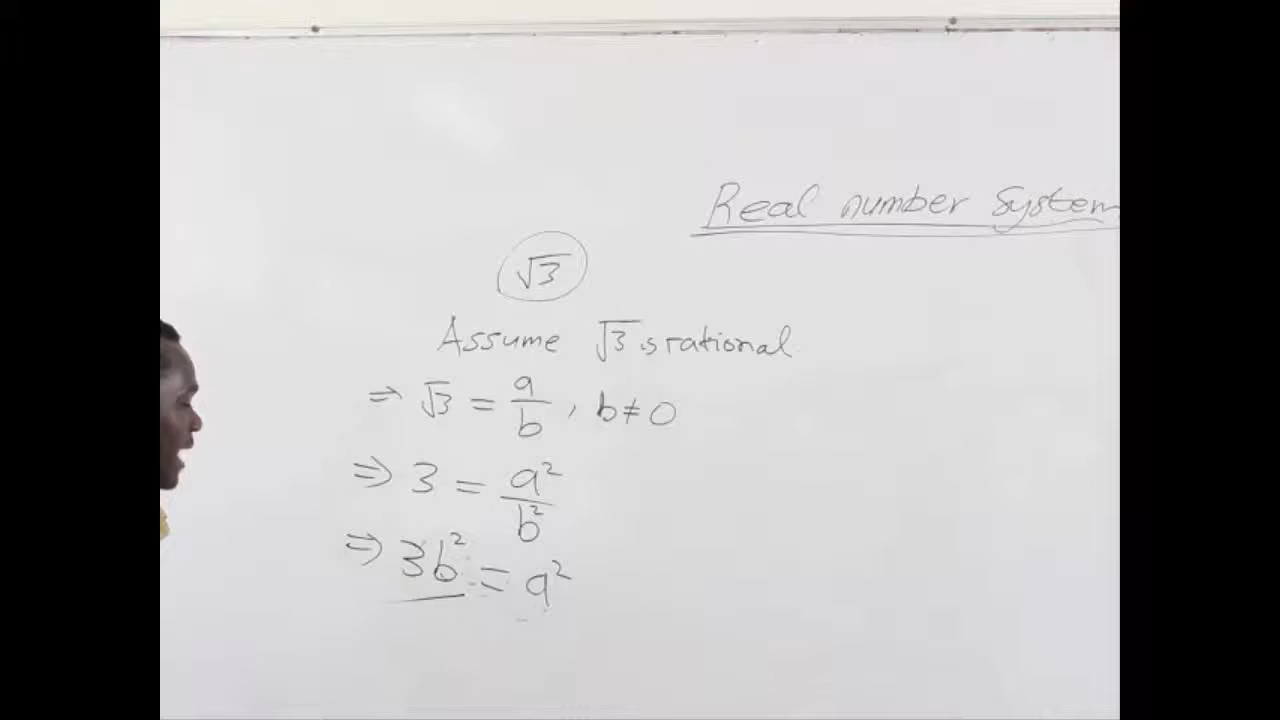 Real number System
√3
Assume √3 is rational
⇒ √3 = a/b, b ≠ 0
⇒ 3 = a²/b²
⇒ 3b² = a²